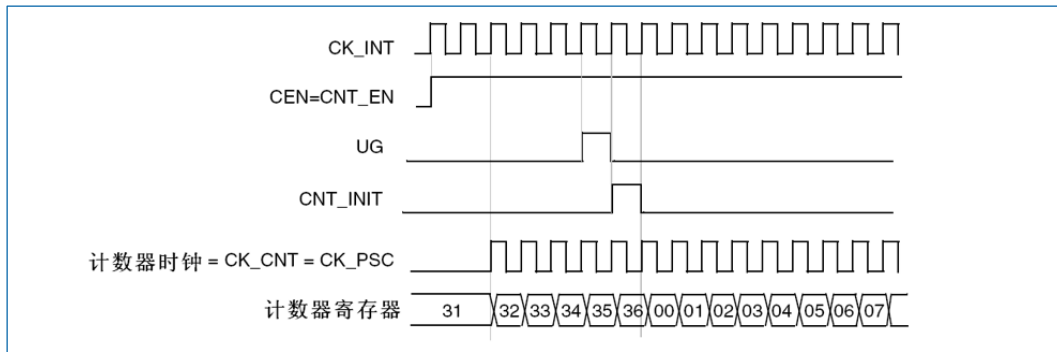 CK_INT
CEN=CNT_EN
UG
CNT_INIT
计数器时钟 = CK_CNT = CK_PSC
计数器寄存器 31 32 33 34 35 36 00 01 02 03 04 05 06 07